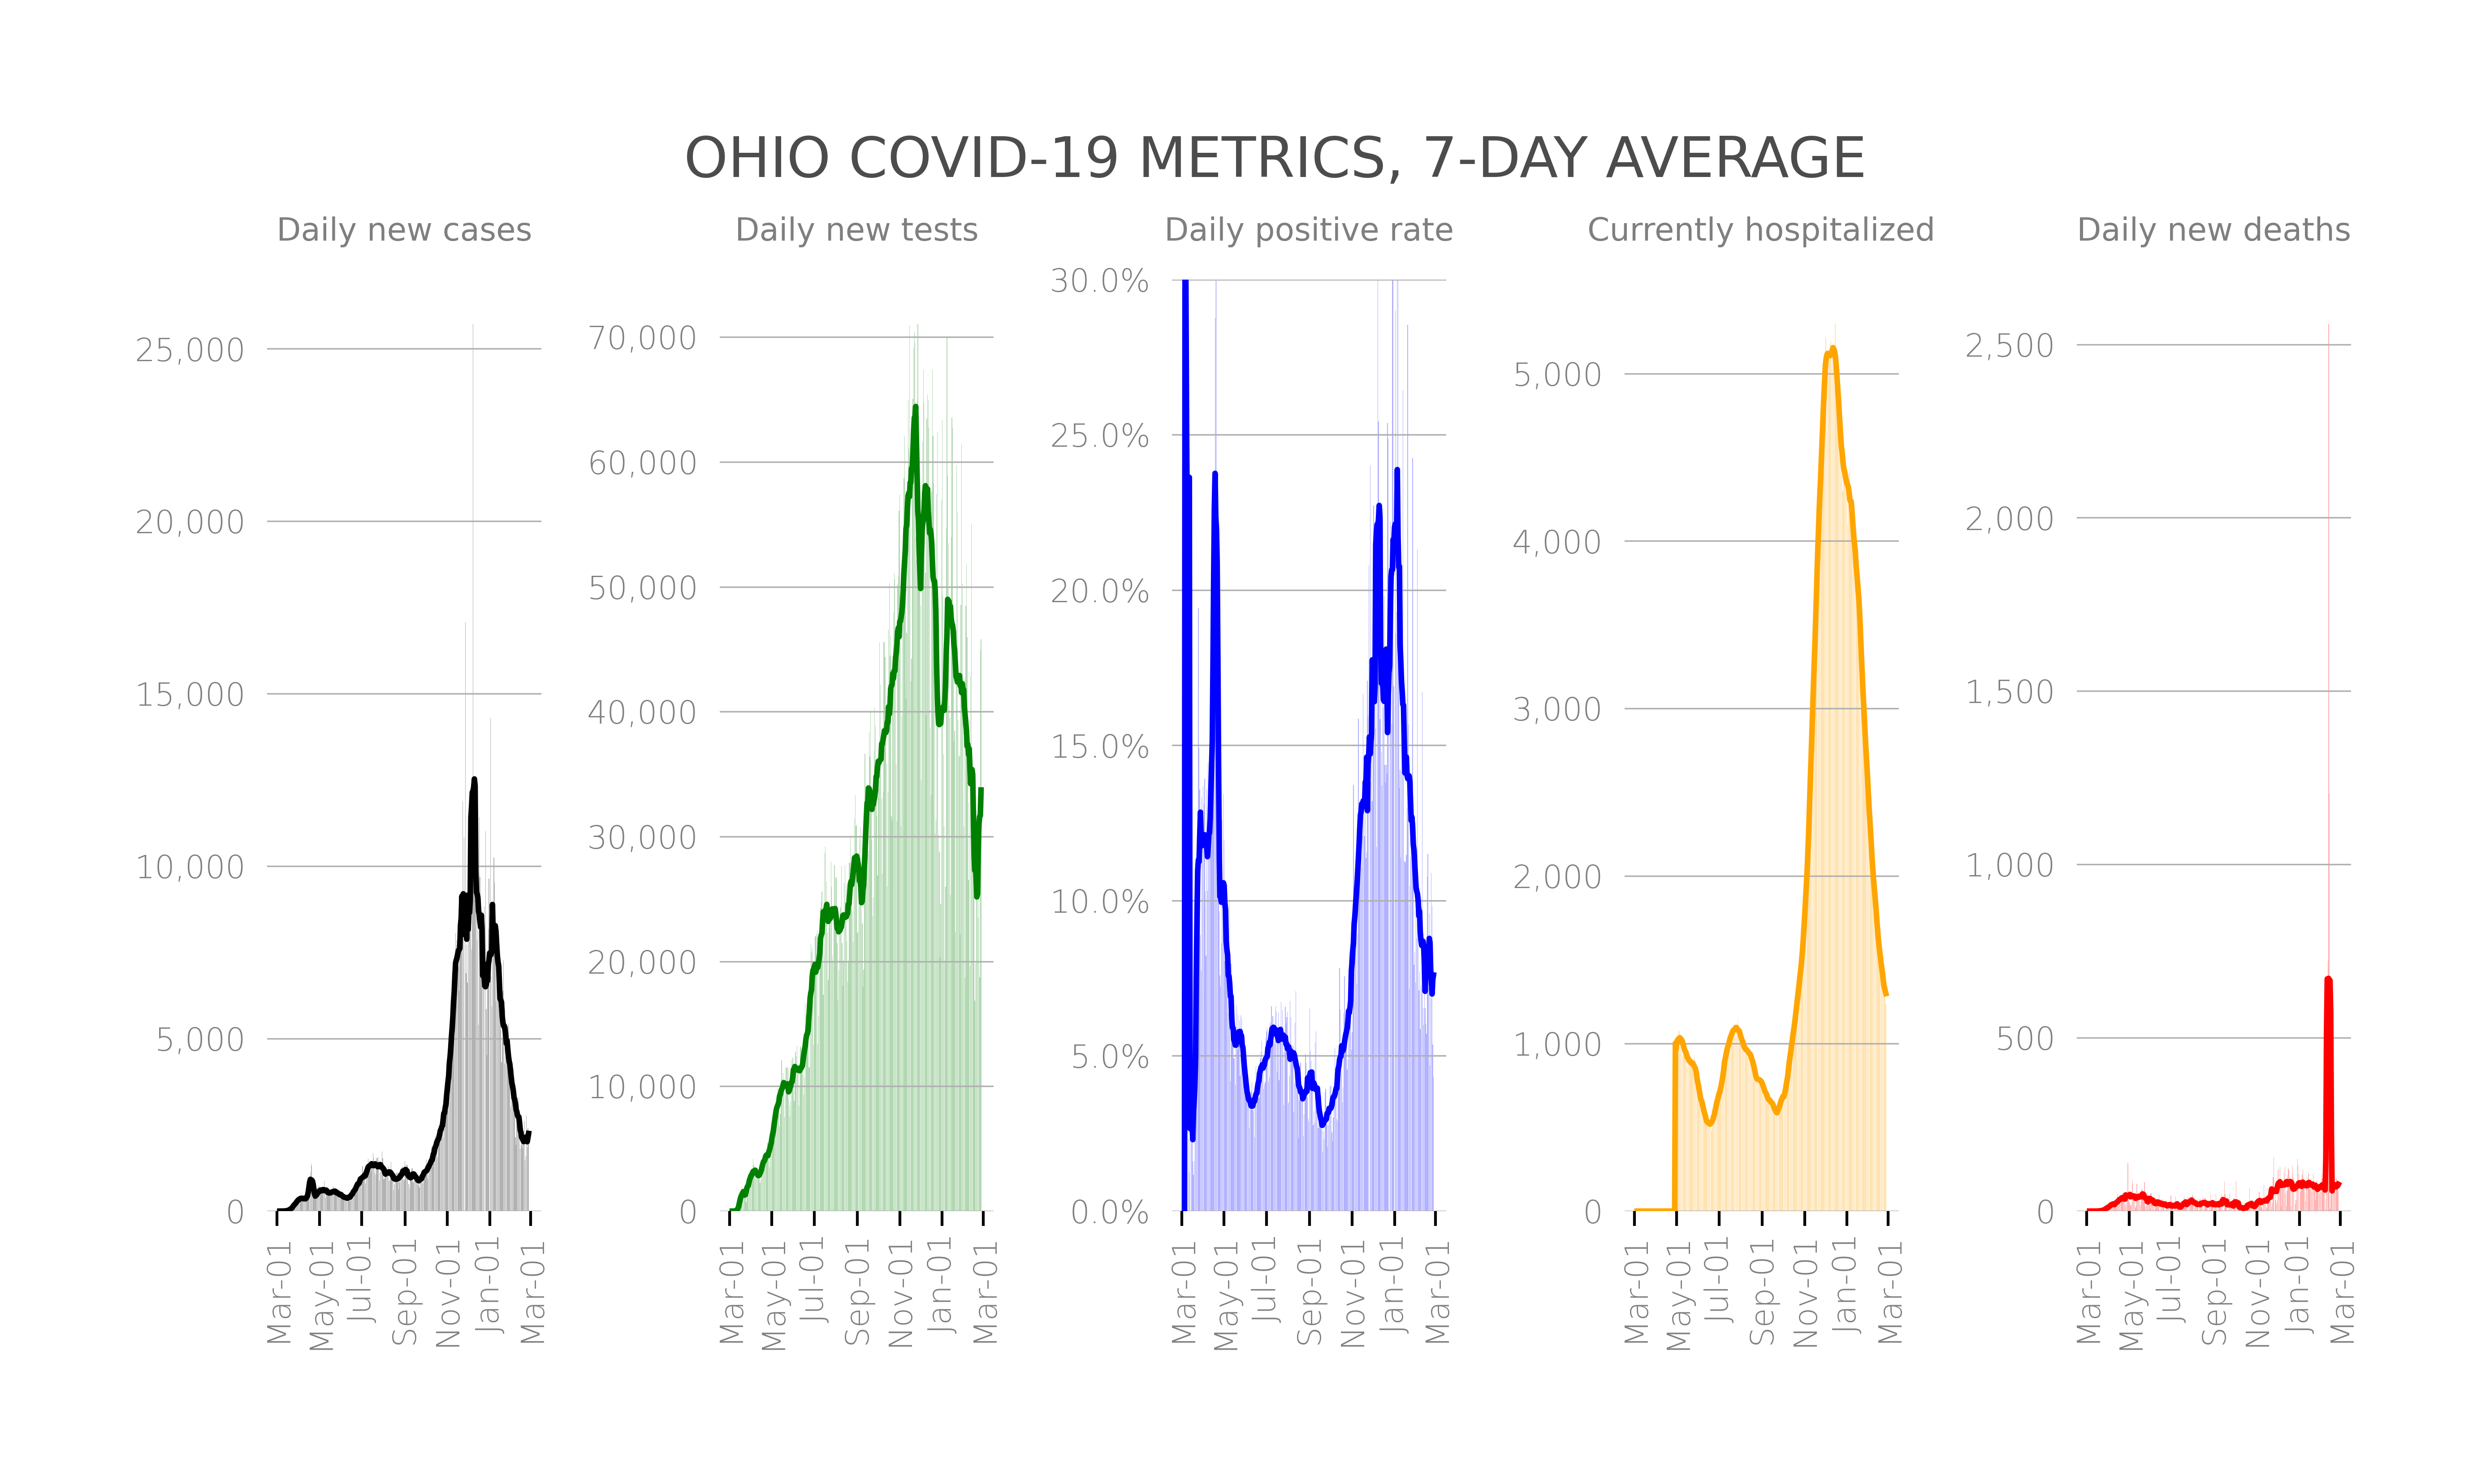 OHIO COVID-19 METRICS, 7-DAY AVERAGE
Daily new cases
25,000
20,000
15,000
10,000
5,000
0
Mar-01
May-01
Jul-01
Sep-01
Nov-01
Jan-01
Mar-01
Daily new tests
70,000
60,000
50,000
40,000
30,000
20,000
10,000
0
Mar-01
May-01
Jul-01
Sep-01
Nov-01
Jan-01
Mar-01
Daily positive rate
30.0%
25.0%
20.0%
15.0%
10.0%
5.0%
0.0%
Mar-01
May-01
Jul-01
Sep-01
Nov-01
Jan-01
Mar-01
Currently hospitalized
5,000
4,000
3,000
2,000
1,000
0
Mar-01
May-01
Jul-01
Sep-01
Nov-01
Jan-01
Mar-01
Daily new deaths
2,500
2,000
1,500
1,000
500
0
Mar-01
May-01
Jul-01
Sep-01
Nov-01
Jan-01
Mar-01